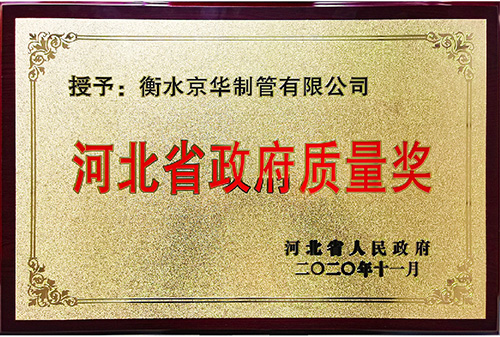 授予：衡水京华制管有限公司
河北省政府质量奖
河北省人民政府
二〇二〇年十一月